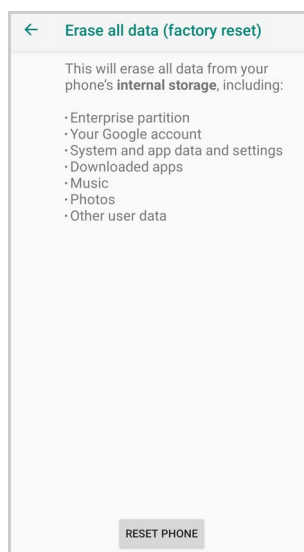 ← Erase all data (factory reset)
This will erase all data from your
phone's internal storage, including:
· Enterprise partition
· Your Google account
· System and app data and settings
· Downloaded apps
· Music
· Photos
· Other user data
RESET PHONE